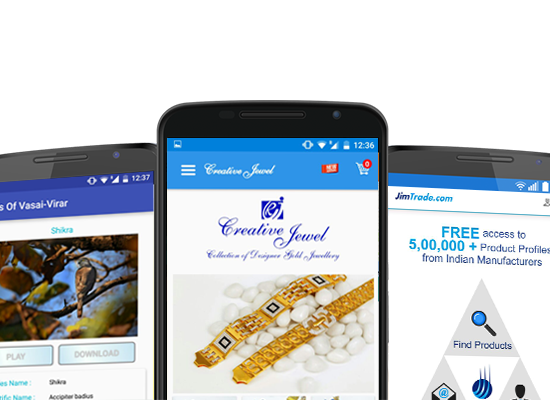 12:37
s Of Vasai-Virar
Shikra
PLAY
DOWNLOAD
es Name :
Shikra
tific Name :
Accipiter badius
12:36
Creative Jewel
NEW
0
CJ
Creative Jewel
Collection of Designer Gold Jewellery
JimTrade.com
FREE access to
5,00,000 + Product Profiles
from Indian Manufacturers
Find Products